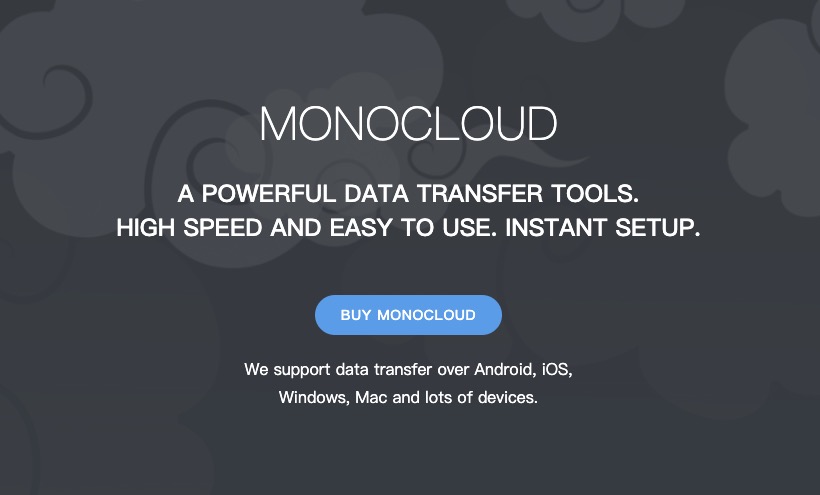 MONOCLOUD
A POWERFUL DATA TRANSFER TOOLS.
HIGH SPEED AND EASY TO USE. INSTANT SETUP.
BUY MONOCLOUD
We support data transfer over Android, iOS,
Windows, Mac and lots of devices.